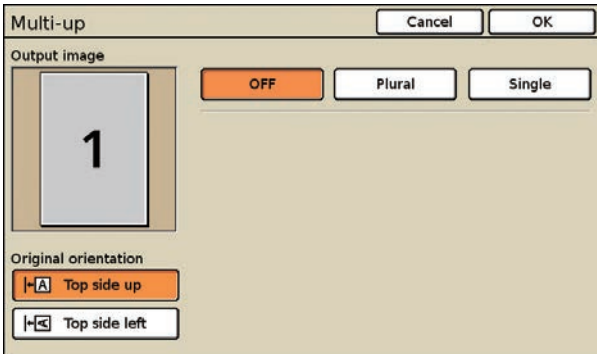 Multi-up Cancel OK
Output image
OFF Plural Single
1
Original orientation
A Top side up
A Top side left